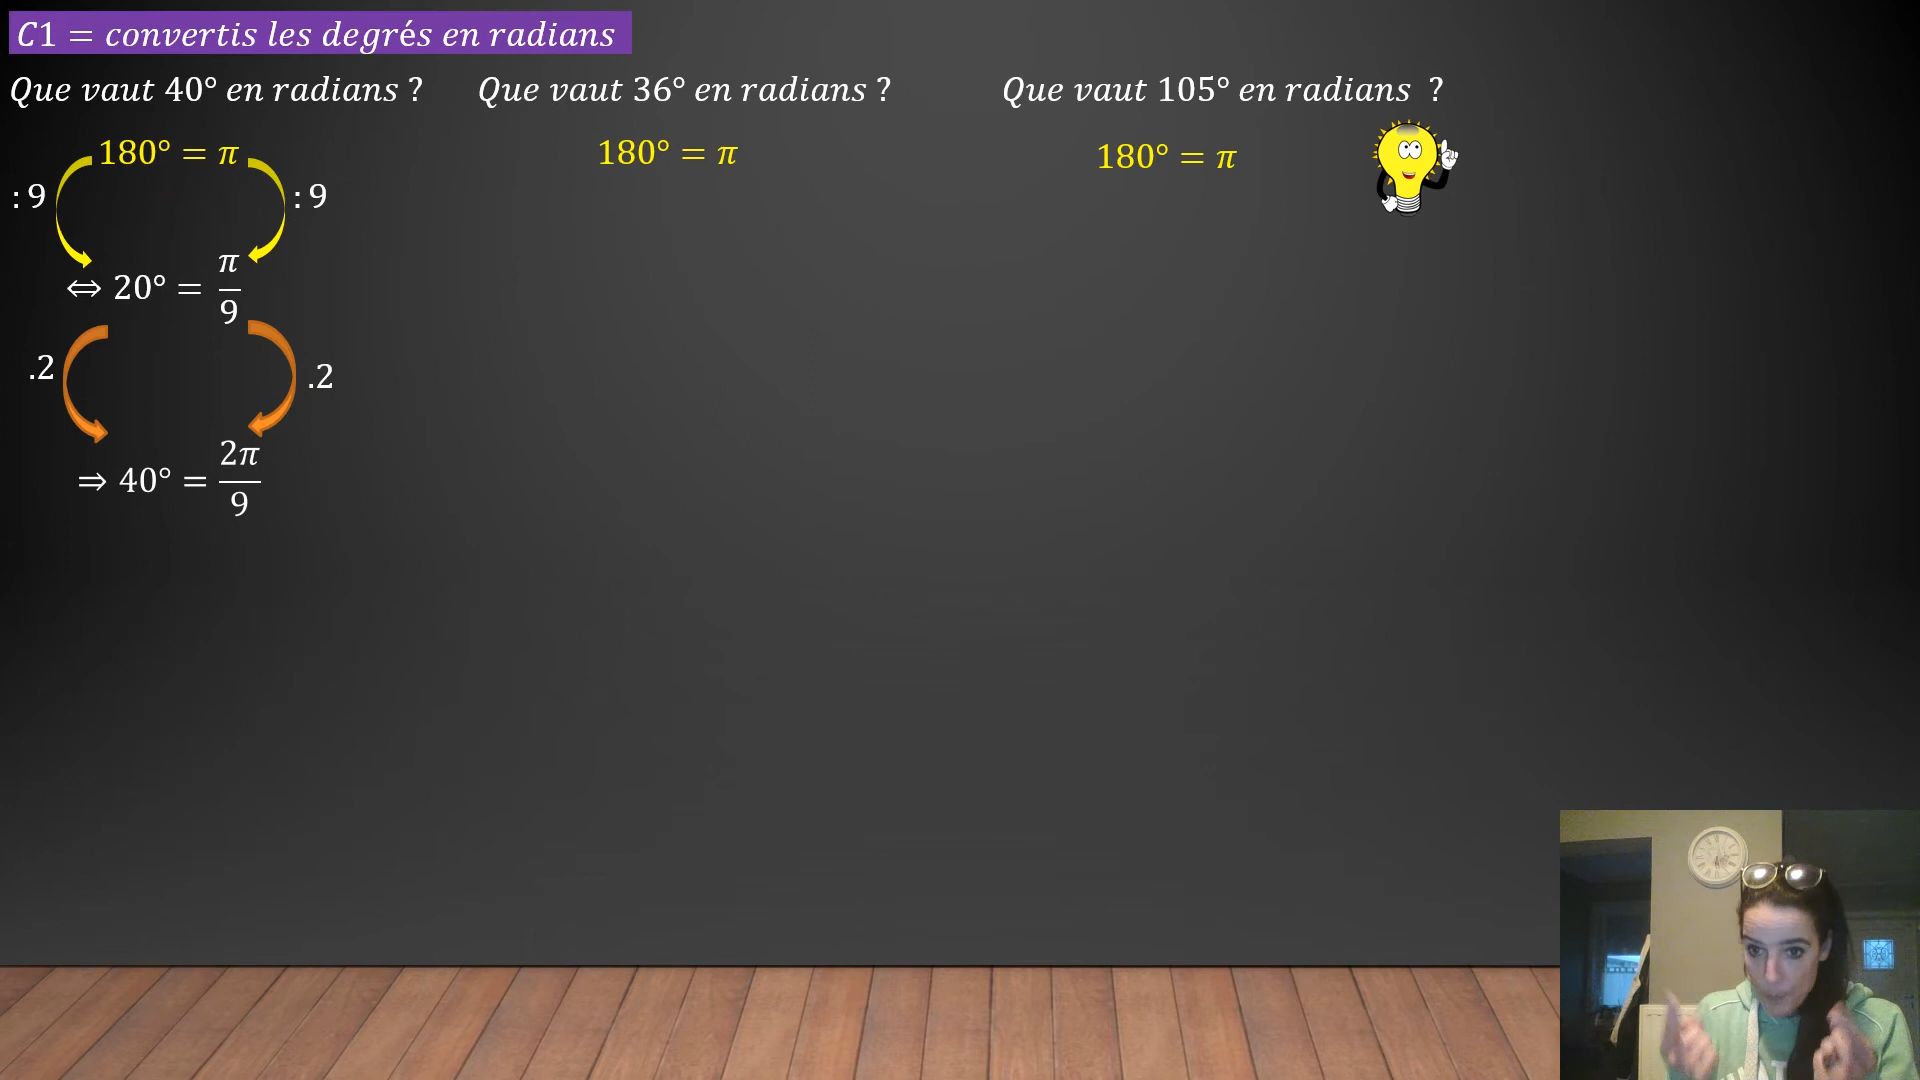 C1 = convertis les degrés en radians
Que vaut 40° en radians ?
180° = π
: 9
: 9
⇔ 20° = π/9
.2
.2
⇒ 40° = 2π/9
Que vaut 36° en radians ?
180° = π
Que vaut 105° en radians ?
180° = π